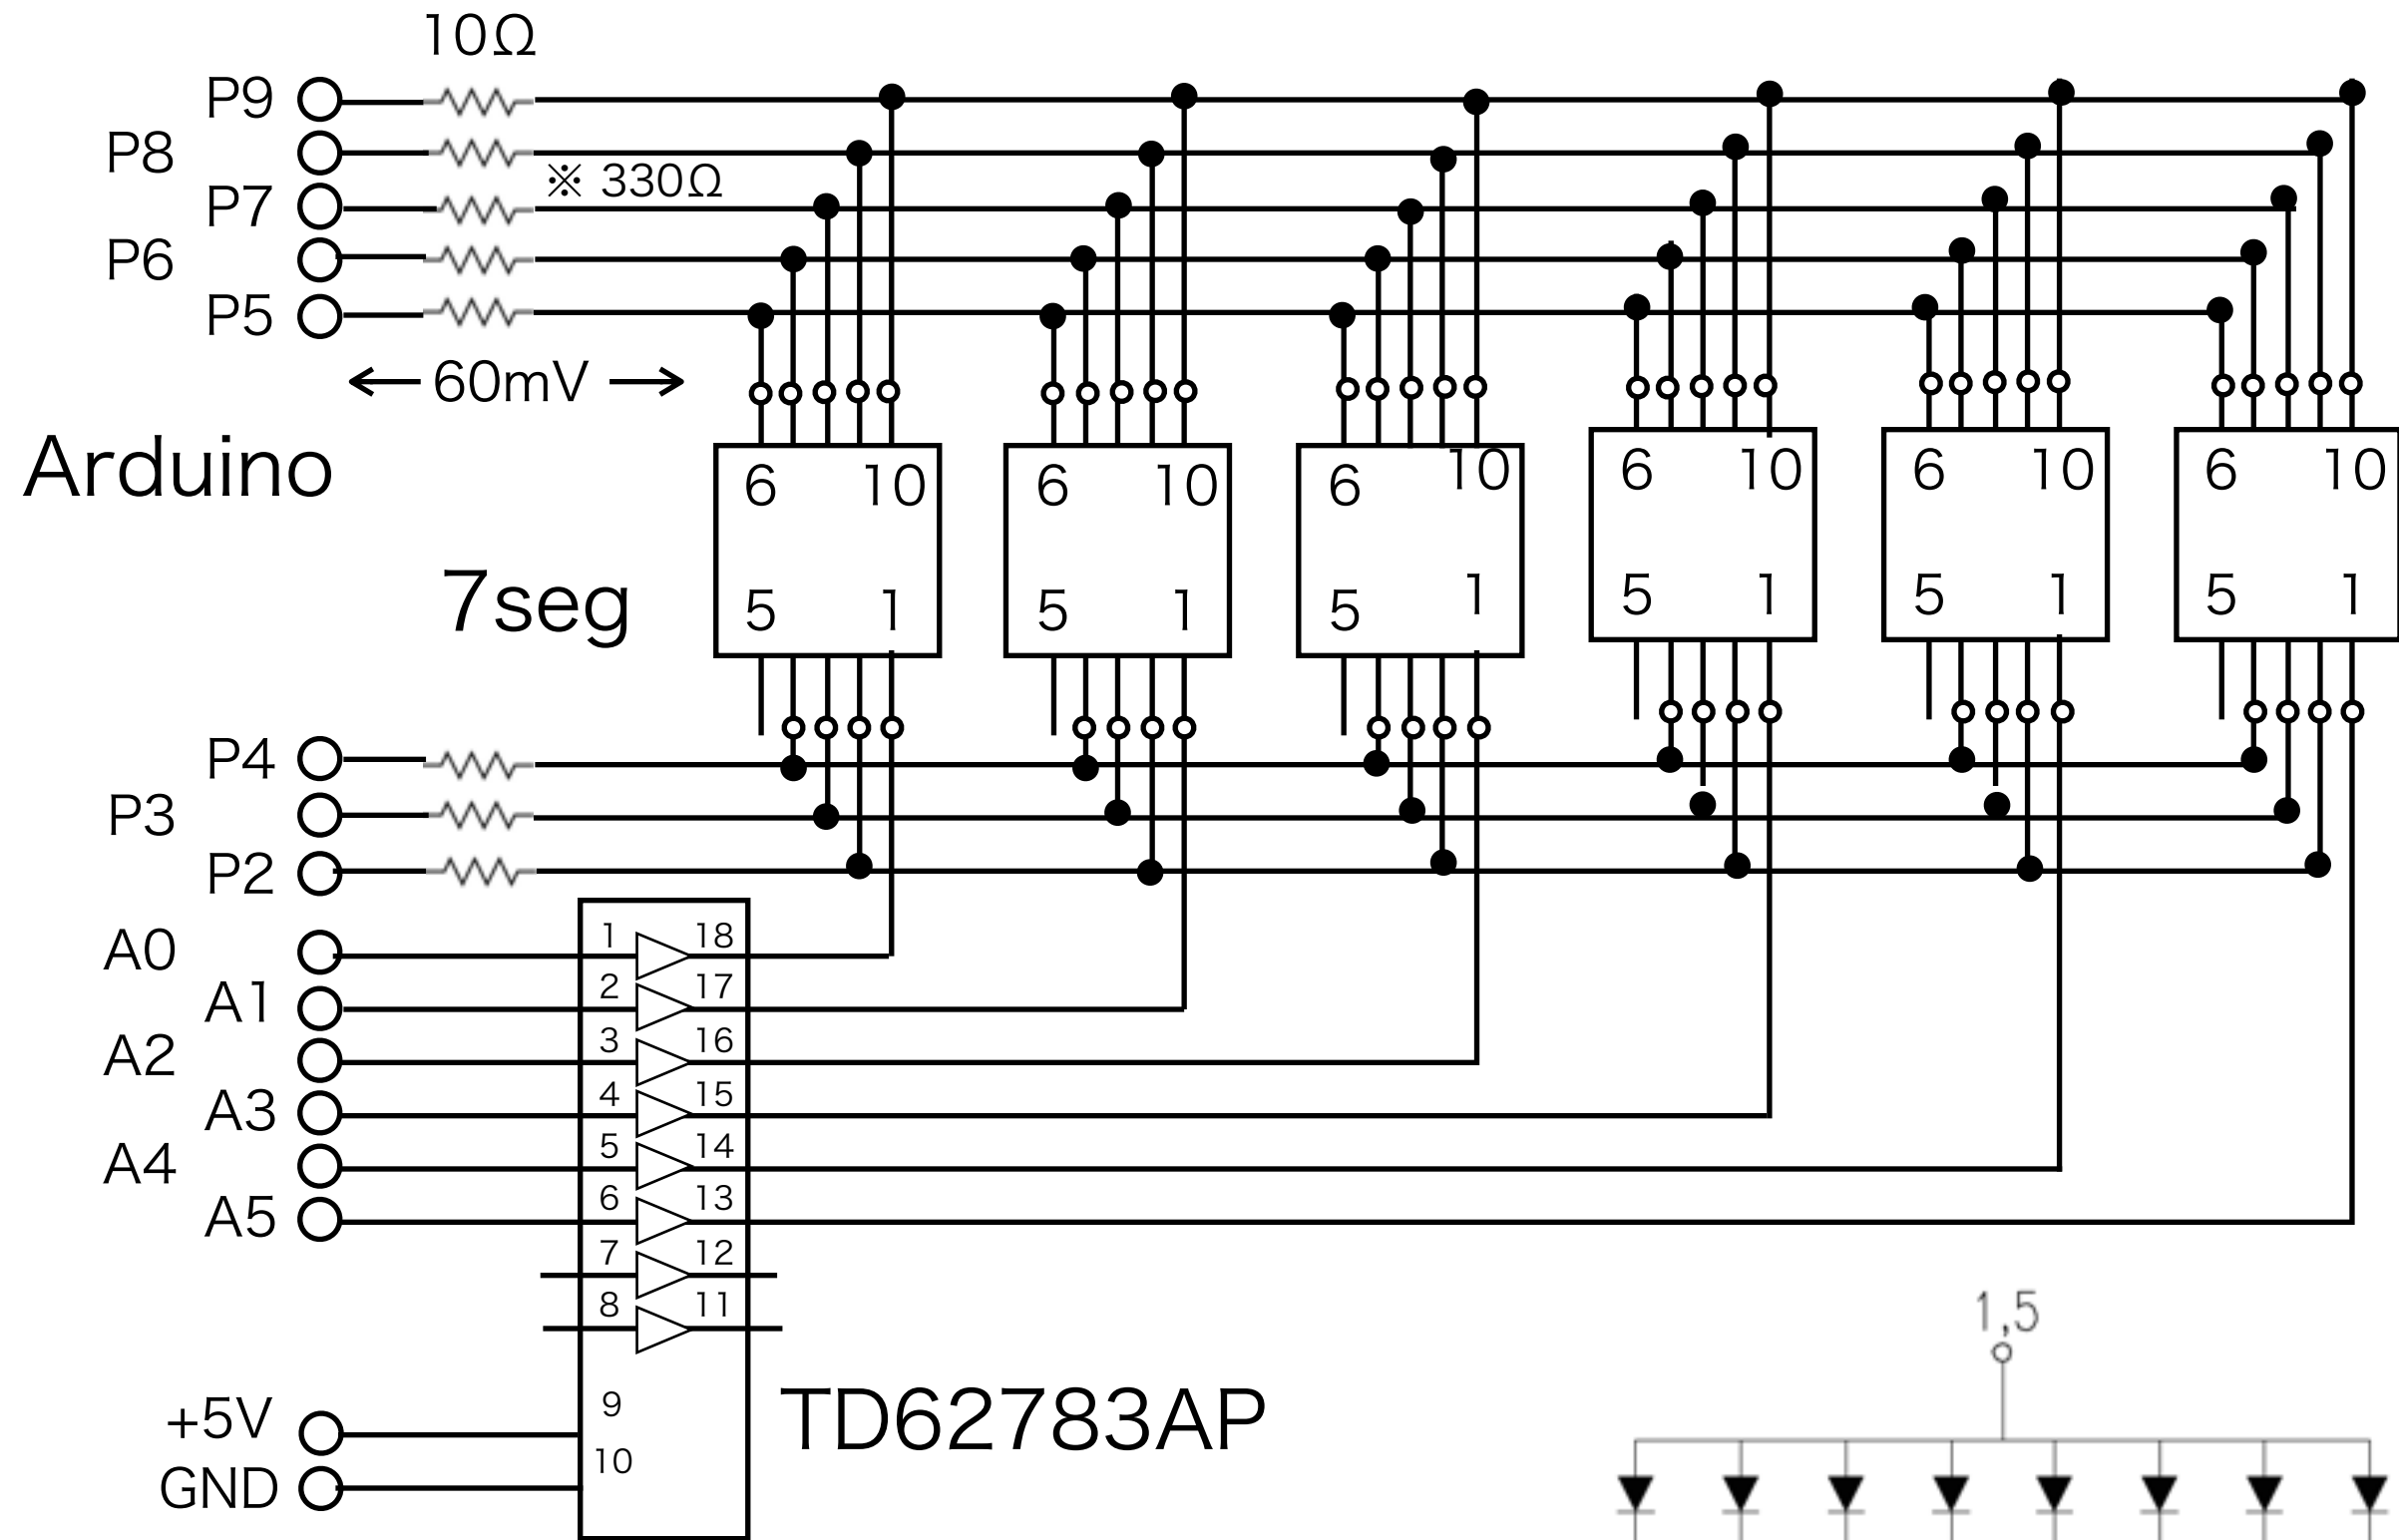 10Ω
P9
P8
※ 330Ω
P7
P6
P5
60mV
Arduino
6 10 6 10 6 10 6 10 6 10 6 10
7seg
5 1 5 1 5 1 5 1 5 1 5 1
P4
P3
P2
A0 1 18
A1 2 17
A2 3 16
A3 4 15
A4 5 14
A5 6 13
7 12
8 11
1,5
+5V 9
TD62783AP
GND 10